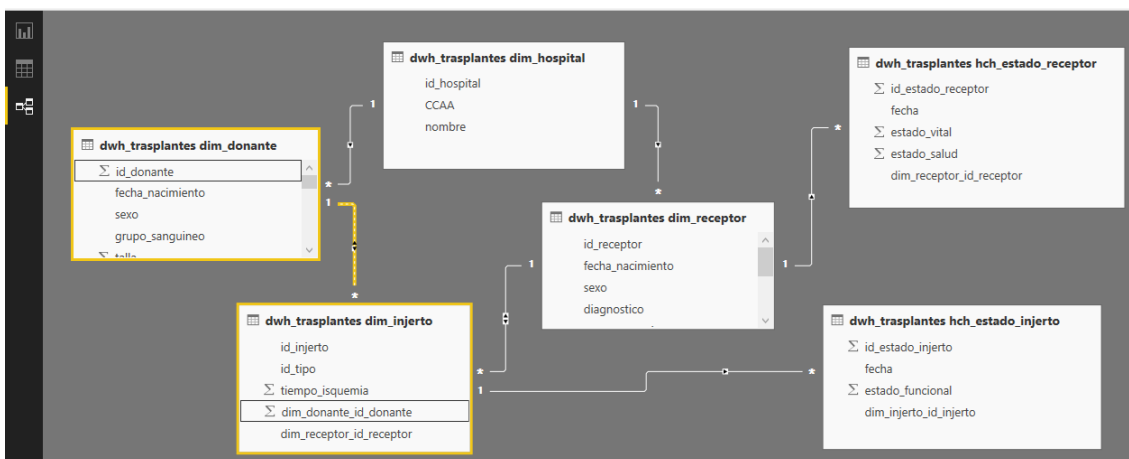 dwh_trasplantes dim_hospital
id_hospital
CCAA
nombre
dwh_trasplantes hch_estado_receptor
Σ id_estado_receptor
fecha
Σ estado_vital
Σ estado_salud
dim_receptor_id_receptor
dwh_trasplantes dim_donante
Σ id_donante
fecha_nacimiento
sexo
grupo_sanguineo
Σ talla
1
1
*
*
1
*
*
dwh_trasplantes dim_receptor
id_receptor
fecha_nacimiento
sexo
diagnostico
1
1
*
dwh_trasplantes dim_injerto
id_injerto
id_tipo
Σ tiempo_isquemia
Σ dim_donante_id_donante
dim_receptor_id_receptor
*
1
*
dwh_trasplantes hch_estado_injerto
Σ id_estado_injerto
fecha
Σ estado_funcional
dim_injerto_id_injerto